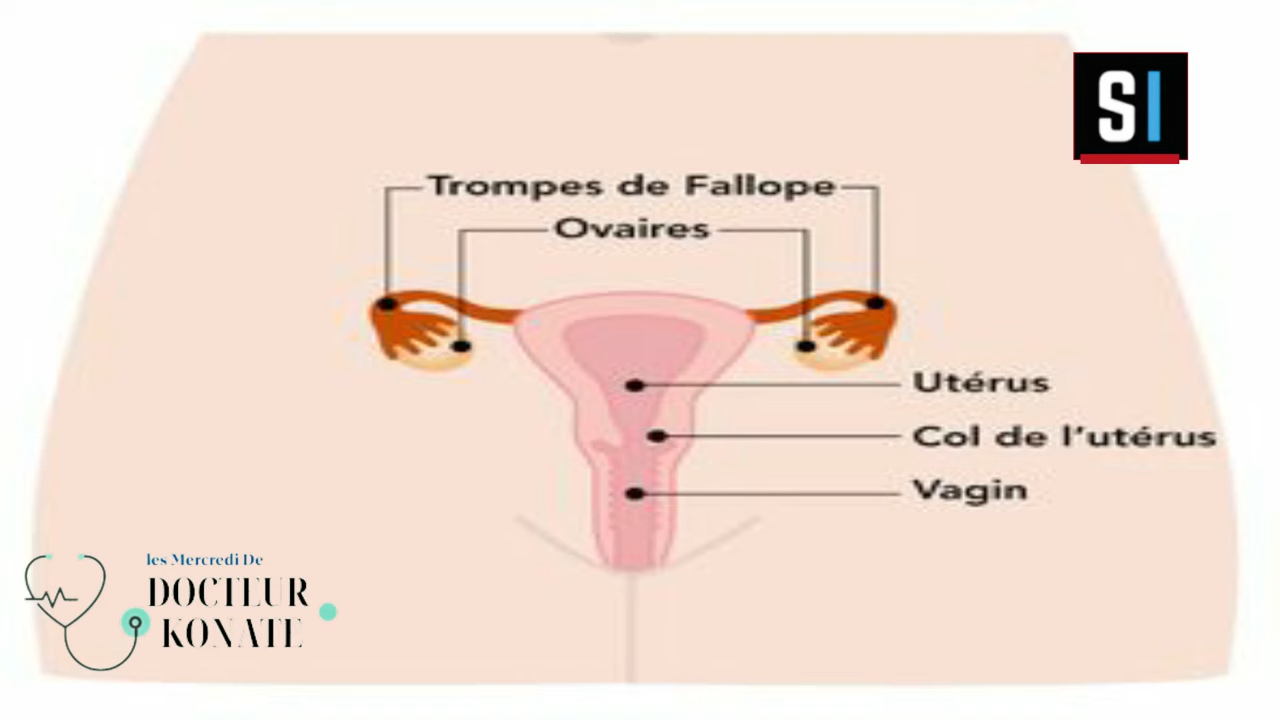 SI
Trompes de Fallope
Ovaires
Utérus
Col de l'utérus
Vagin
les Mercredi De
DOCTEUR
KONATE